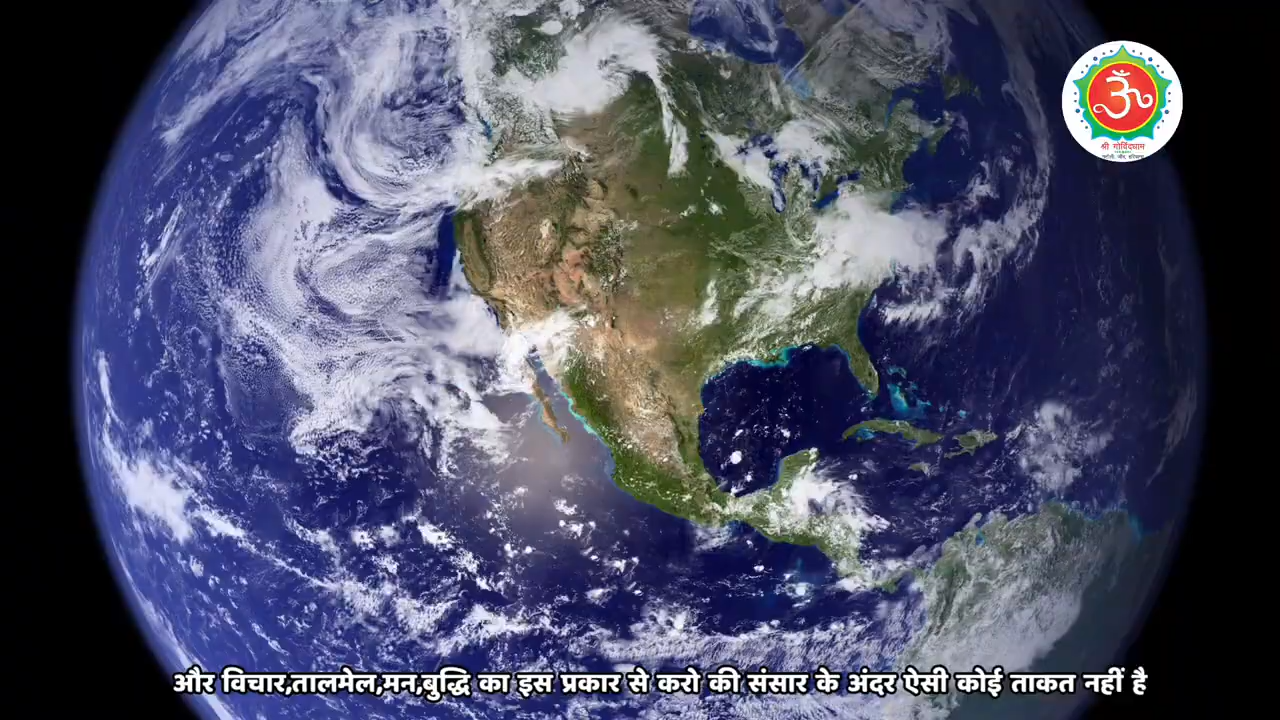 ॐ
श्री गोविंदधाम
और विचार,तालमेल,मन,बुद्धि का इस प्रकार से करो की संसार के अंदर ऐसी कोई ताकत नहीं है